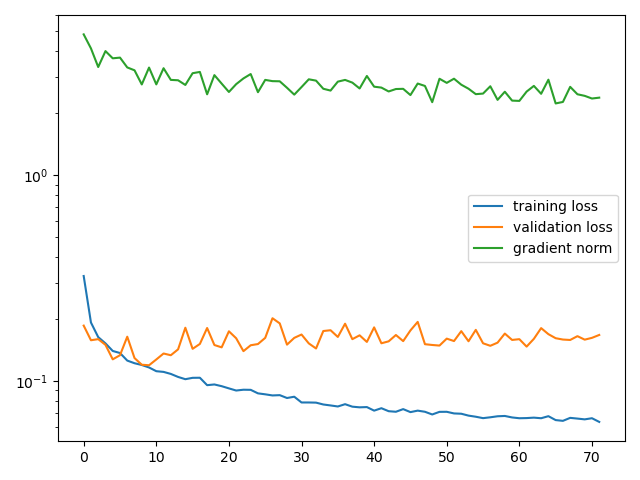 10⁰
10⁻¹
training loss
validation loss
gradient norm
0 10 20 30 40 50 60 70